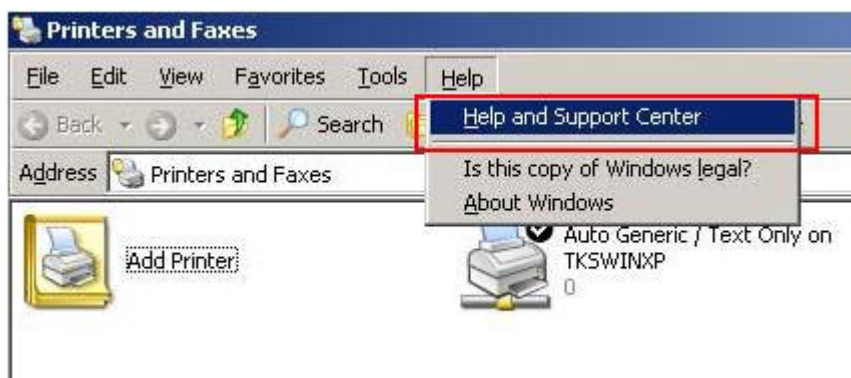 Printers and Faxes
File Edit View Favorites Tools Help
Back Search
Help and Support Center
Address Printers and Faxes
Is this copy of Windows legal?
About Windows
Add Printer
Auto Generic / Text Only on
TKSWINXP
0